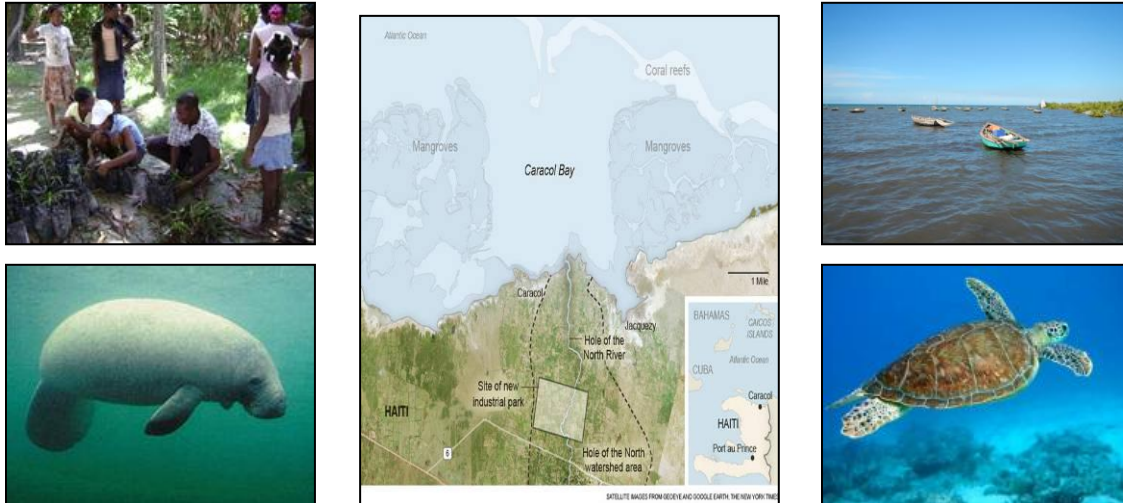 Atlantic Ocean
Coral reefs
Mangroves
Mangroves
Caracol Bay
1 Mile
Caracol
Jacquezy
Hole of the
North River
Site of new
industrial park
HAITI
6
Hole of the North
watershed area
BAHAMAS
CAICOS
ISLANDS
Atlantic Ocean
CUBA
Caracol
HAITI
Port au Prince
SATELLITE IMAGES FROM GEOEYE AND GOOGLE EARTH; THE NEW YORK TIMES